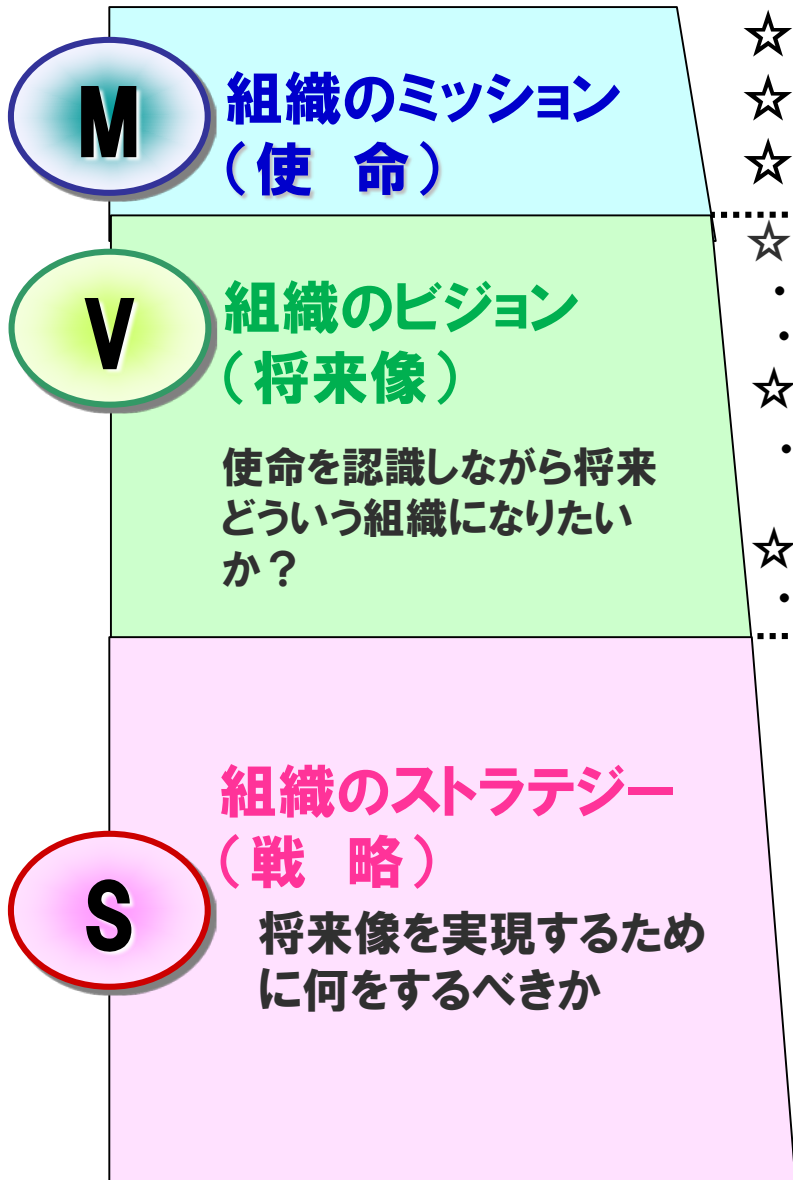 M
組織のミッション
（使　命）
☆
☆
☆
V
組織のビジョン
（将来像）
使命を認識しながら将来
どういう組織になりたい
か？
☆
・
・
☆
・
☆
・
S
組織のストラテジー
（戦　略）
将来像を実現するため
に何をするべきか